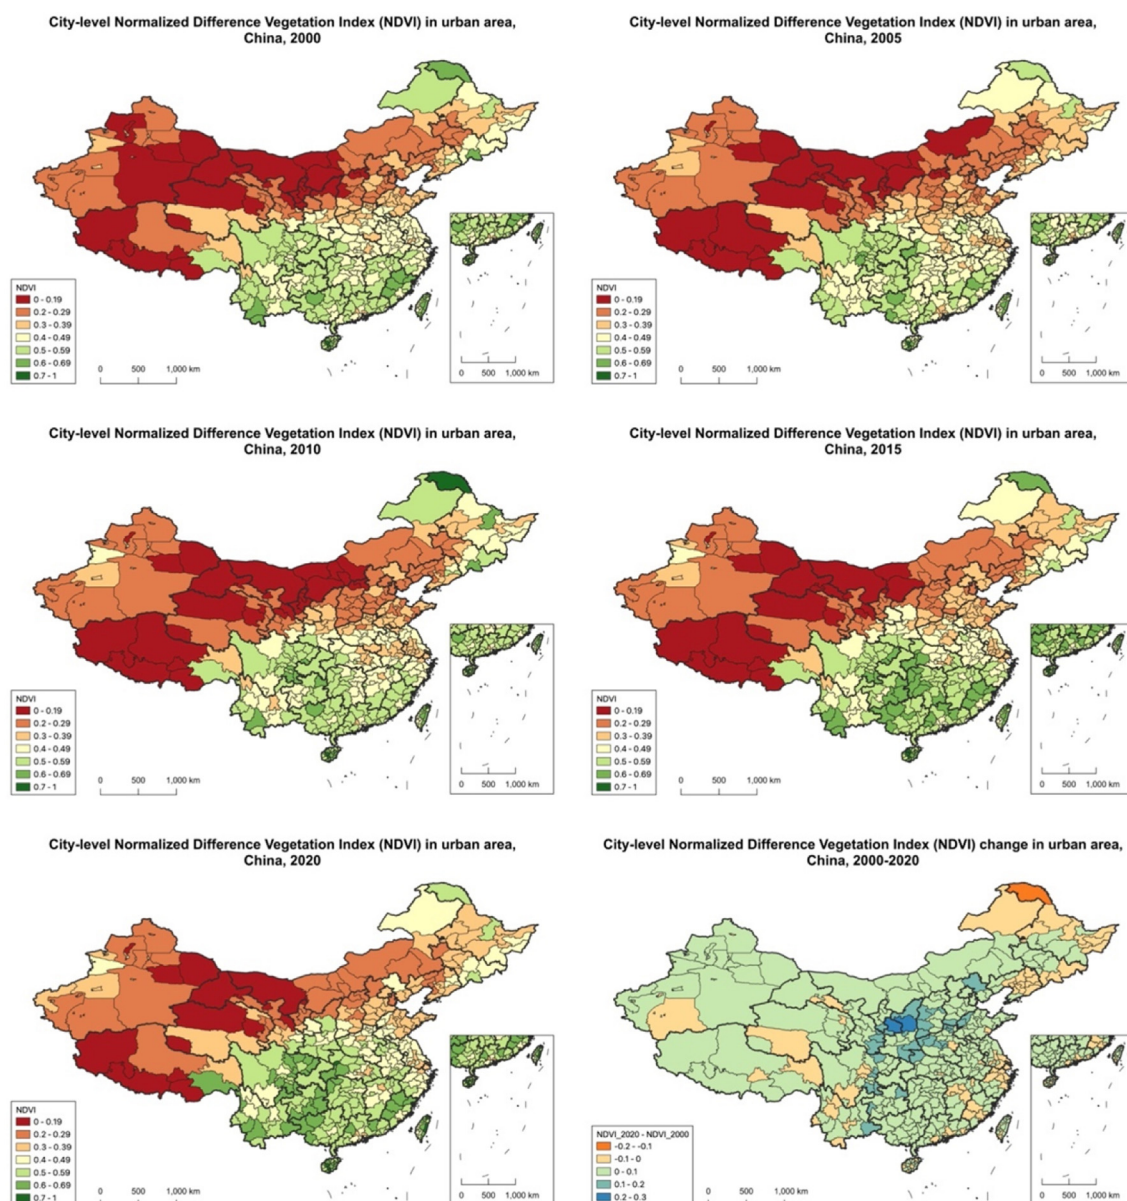 City-level Normalized Difference Vegetation Index (NDVI) in urban area,
China, 2000
NDVI
0 - 0.19
0.2 - 0.29
0.3 - 0.39
0.4 - 0.49
0.5 - 0.59
0.6 - 0.69
0.7 - 1
0 500 1,000 km
0 500 1,000 km
City-level Normalized Difference Vegetation Index (NDVI) in urban area,
China, 2005
NDVI
0 - 0.19
0.2 - 0.29
0.3 - 0.39
0.4 - 0.49
0.5 - 0.59
0.6 - 0.69
0.7 - 1
0 500 1,000 km
0 500 1,000 km
City-level Normalized Difference Vegetation Index (NDVI) in urban area,
China, 2010
NDVI
0 - 0.19
0.2 - 0.29
0.3 - 0.39
0.4 - 0.49
0.5 - 0.59
0.6 - 0.69
0.7 - 1
0 500 1,000 km
0 500 1,000 km
City-level Normalized Difference Vegetation Index (NDVI) in urban area,
China, 2015
NDVI
0 - 0.19
0.2 - 0.29
0.3 - 0.39
0.4 - 0.49
0.5 - 0.59
0.6 - 0.69
0.7 - 1
0 500 1,000 km
0 500 1,000 km
City-level Normalized Difference Vegetation Index (NDVI) in urban area,
China, 2020
NDVI
0 - 0.19
0.2 - 0.29
0.3 - 0.39
0.4 - 0.49
0.5 - 0.59
0.6 - 0.69
0.7 - 1
0 500 1,000 km
0 500 1,000 km
City-level Normalized Difference Vegetation Index (NDVI) change in urban area,
China, 2000-2020
NDVI_2020 - NDVI_2000
-0.2 - -0.1
-0.1 - 0
0 - 0.1
0.1 - 0.2
0.2 - 0.3
0 500 1,000 km
0 500 1,000 km